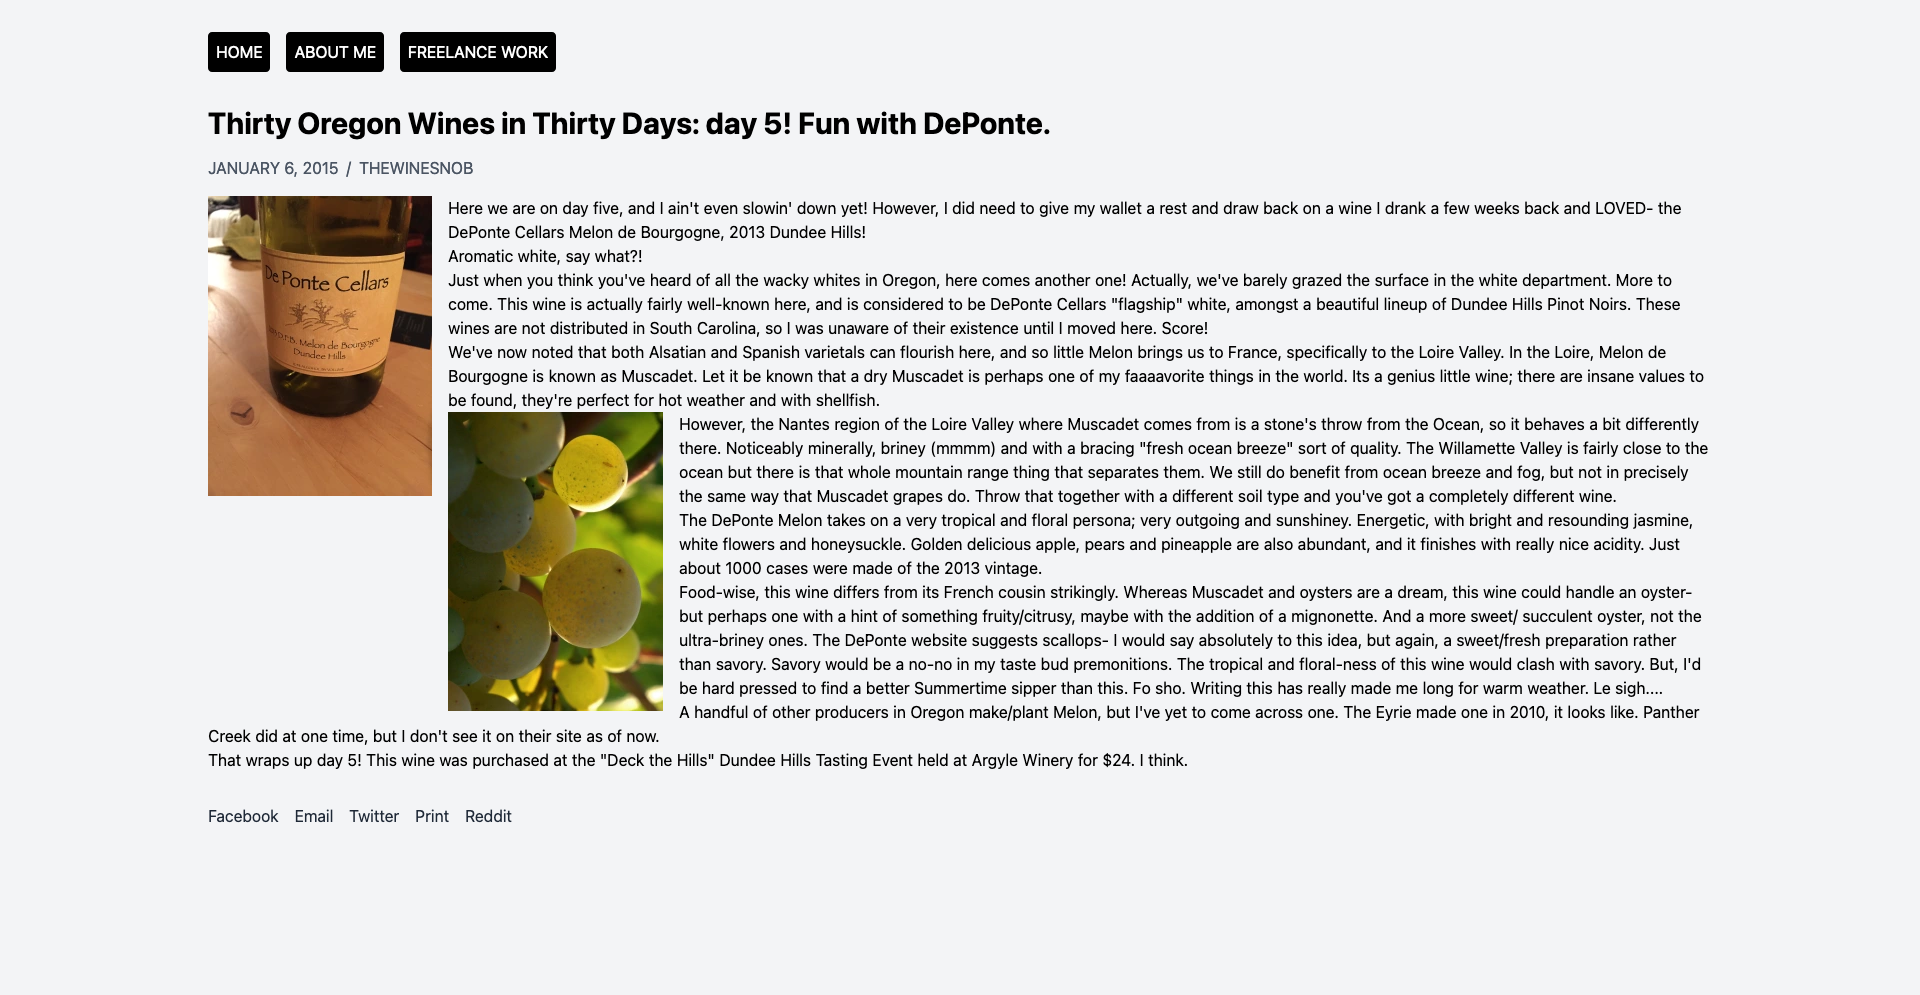 HOME
ABOUT ME
FREELANCE WORK
Thirty Oregon Wines in Thirty Days: day 5! Fun with DePonte.
JANUARY 6, 2015 / THEWINESNOB
De Ponte Cellars
Melon de Bourgogne
Dundee Hills
Here we are on day five, and I ain't even slowin' down yet! However, I did need to give my wallet a rest and draw back on a wine I drank a few weeks back and LOVED- the
DePonte Cellars Melon de Bourgogne, 2013 Dundee Hills!
Aromatic white, say what?!
Just when you think you've heard of all the wacky whites in Oregon, here comes another one! Actually, we've barely grazed the surface in the white department. More to
come. This wine is actually fairly well-known here, and is considered to be DePonte Cellars "flagship" white, amongst a beautiful lineup of Dundee Hills Pinot Noirs. These
wines are not distributed in South Carolina, so I was unaware of their existence until I moved here. Score!
We've now noted that both Alsatian and Spanish varietals can flourish here, and so little Melon brings us to France, specifically to the Loire Valley. In the Loire, Melon de
Bourgogne is known as Muscadet. Let it be known that a dry Muscadet is perhaps one of my faaaavorite things in the world. Its a genius little wine; there are insane values to
be found, they're perfect for hot weather and with shellfish.
However, the Nantes region of the Loire Valley where Muscadet comes from is a stone's throw from the Ocean, so it behaves a bit differently
there. Noticeably minerally, briney (mmmm) and with a bracing "fresh ocean breeze" sort of quality. The Willamette Valley is fairly close to the
ocean but there is that whole mountain range thing that separates them. We still do benefit from ocean breeze and fog, but not in precisely
the same way that Muscadet grapes do. Throw that together with a different soil type and you've got a completely different wine.
The DePonte Melon takes on a very tropical and floral persona; very outgoing and sunshiney. Energetic, with bright and resounding jasmine,
white flowers and honeysuckle. Golden delicious apple, pears and pineapple are also abundant, and it finishes with really nice acidity. Just
about 1000 cases were made of the 2013 vintage.
Food-wise, this wine differs from its French cousin strikingly. Whereas Muscadet and oysters are a dream, this wine could handle an oyster-
but perhaps one with a hint of something fruity/citrusy, maybe with the addition of a mignonette. And a more sweet/ succulent oyster, not the
ultra-briney ones. The DePonte website suggests scallops- I would say absolutely to this idea, but again, a sweet/fresh preparation rather
than savory. Savory would be a no-no in my taste bud premonitions. The tropical and floral-ness of this wine would clash with savory. But, I'd
be hard pressed to find a better Summertime sipper than this. Fo sho. Writing this has really made me long for warm weather. Le sigh....
A handful of other producers in Oregon make/plant Melon, but I've yet to come across one. The Eyrie made one in 2010, it looks like. Panther
Creek did at one time, but I don't see it on their site as of now.
That wraps up day 5! This wine was purchased at the "Deck the Hills" Dundee Hills Tasting Event held at Argyle Winery for $24. I think.
Facebook Email Twitter Print Reddit